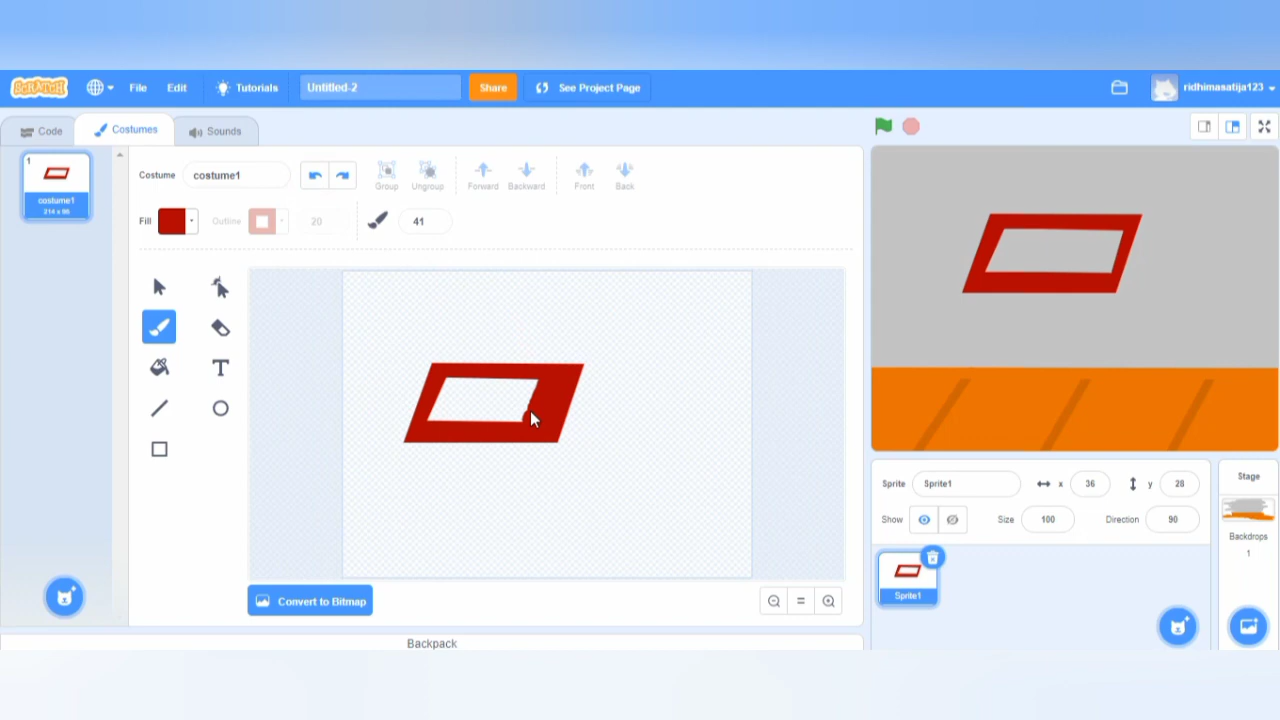 SCRATCH File Edit Tutorials Untitled-2 Share See Project Page ridhimasatija123
Code Costumes Sounds
1
costume1
214 x 95
Costume costume1 Group Ungroup Forward Backward Front Back
Fill Outline 20 41
T
Convert to Bitmap
Backpack
Sprite Sprite1 x 36 y 28
Show Size 100 Direction 90
Sprite1
Stage
Backdrops
1